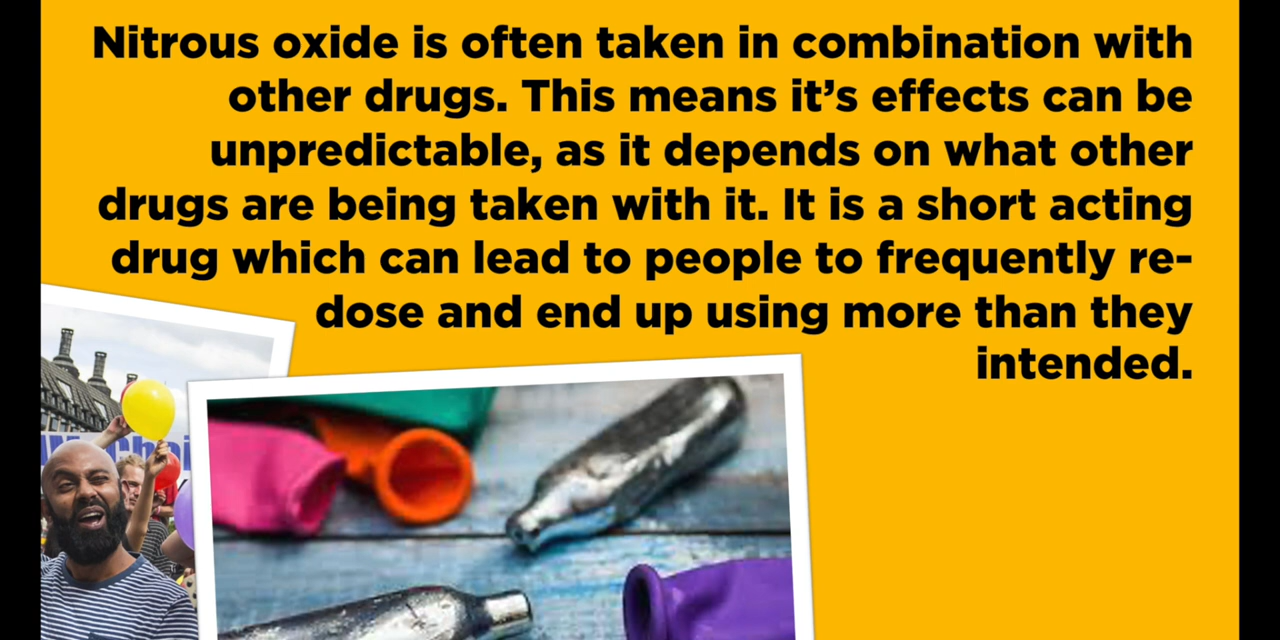 Nitrous oxide is often taken in combination with
other drugs. This means it’s effects can be
unpredictable, as it depends on what other
drugs are being taken with it. It is a short acting
drug which can lead to people to frequently re-
dose and end up using more than they
intended.